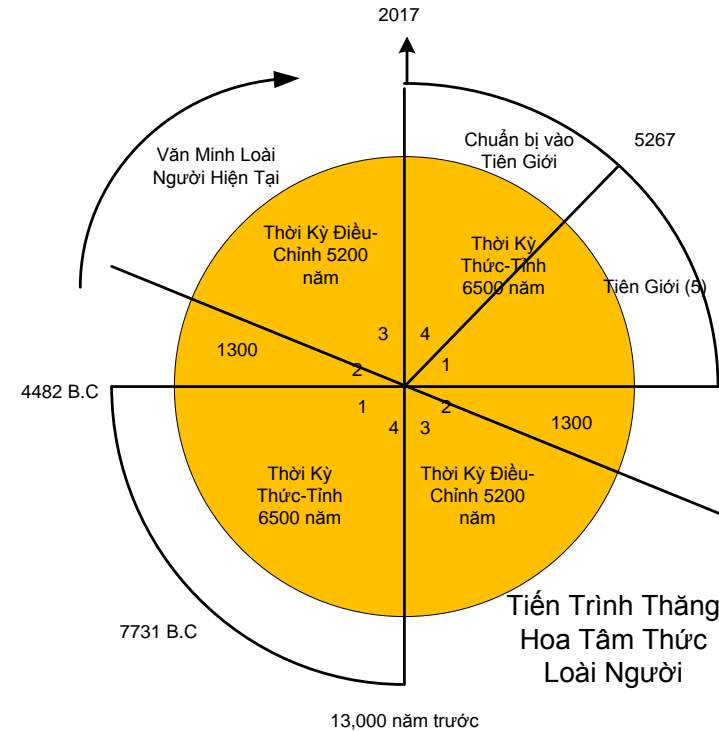 2017
Văn Minh Loài
Người Hiện Tại
Chuẩn bị vào
Tiên Giới
5267
Thời Kỳ Điều-
Chỉnh 5200
năm
Thời Kỳ
Thức-Tỉnh
6500 năm
Tiên Giới (5)
3
4
1300
2
1
4482 B.C
1
2
4
3
1300
Thời Kỳ
Thức-Tỉnh
6500 năm
Thời Kỳ Điều-
Chỉnh 5200
năm
7731 B.C
Tiến Trình Thăng
Hoa Tâm Thức
Loài Người
13,000 năm trước